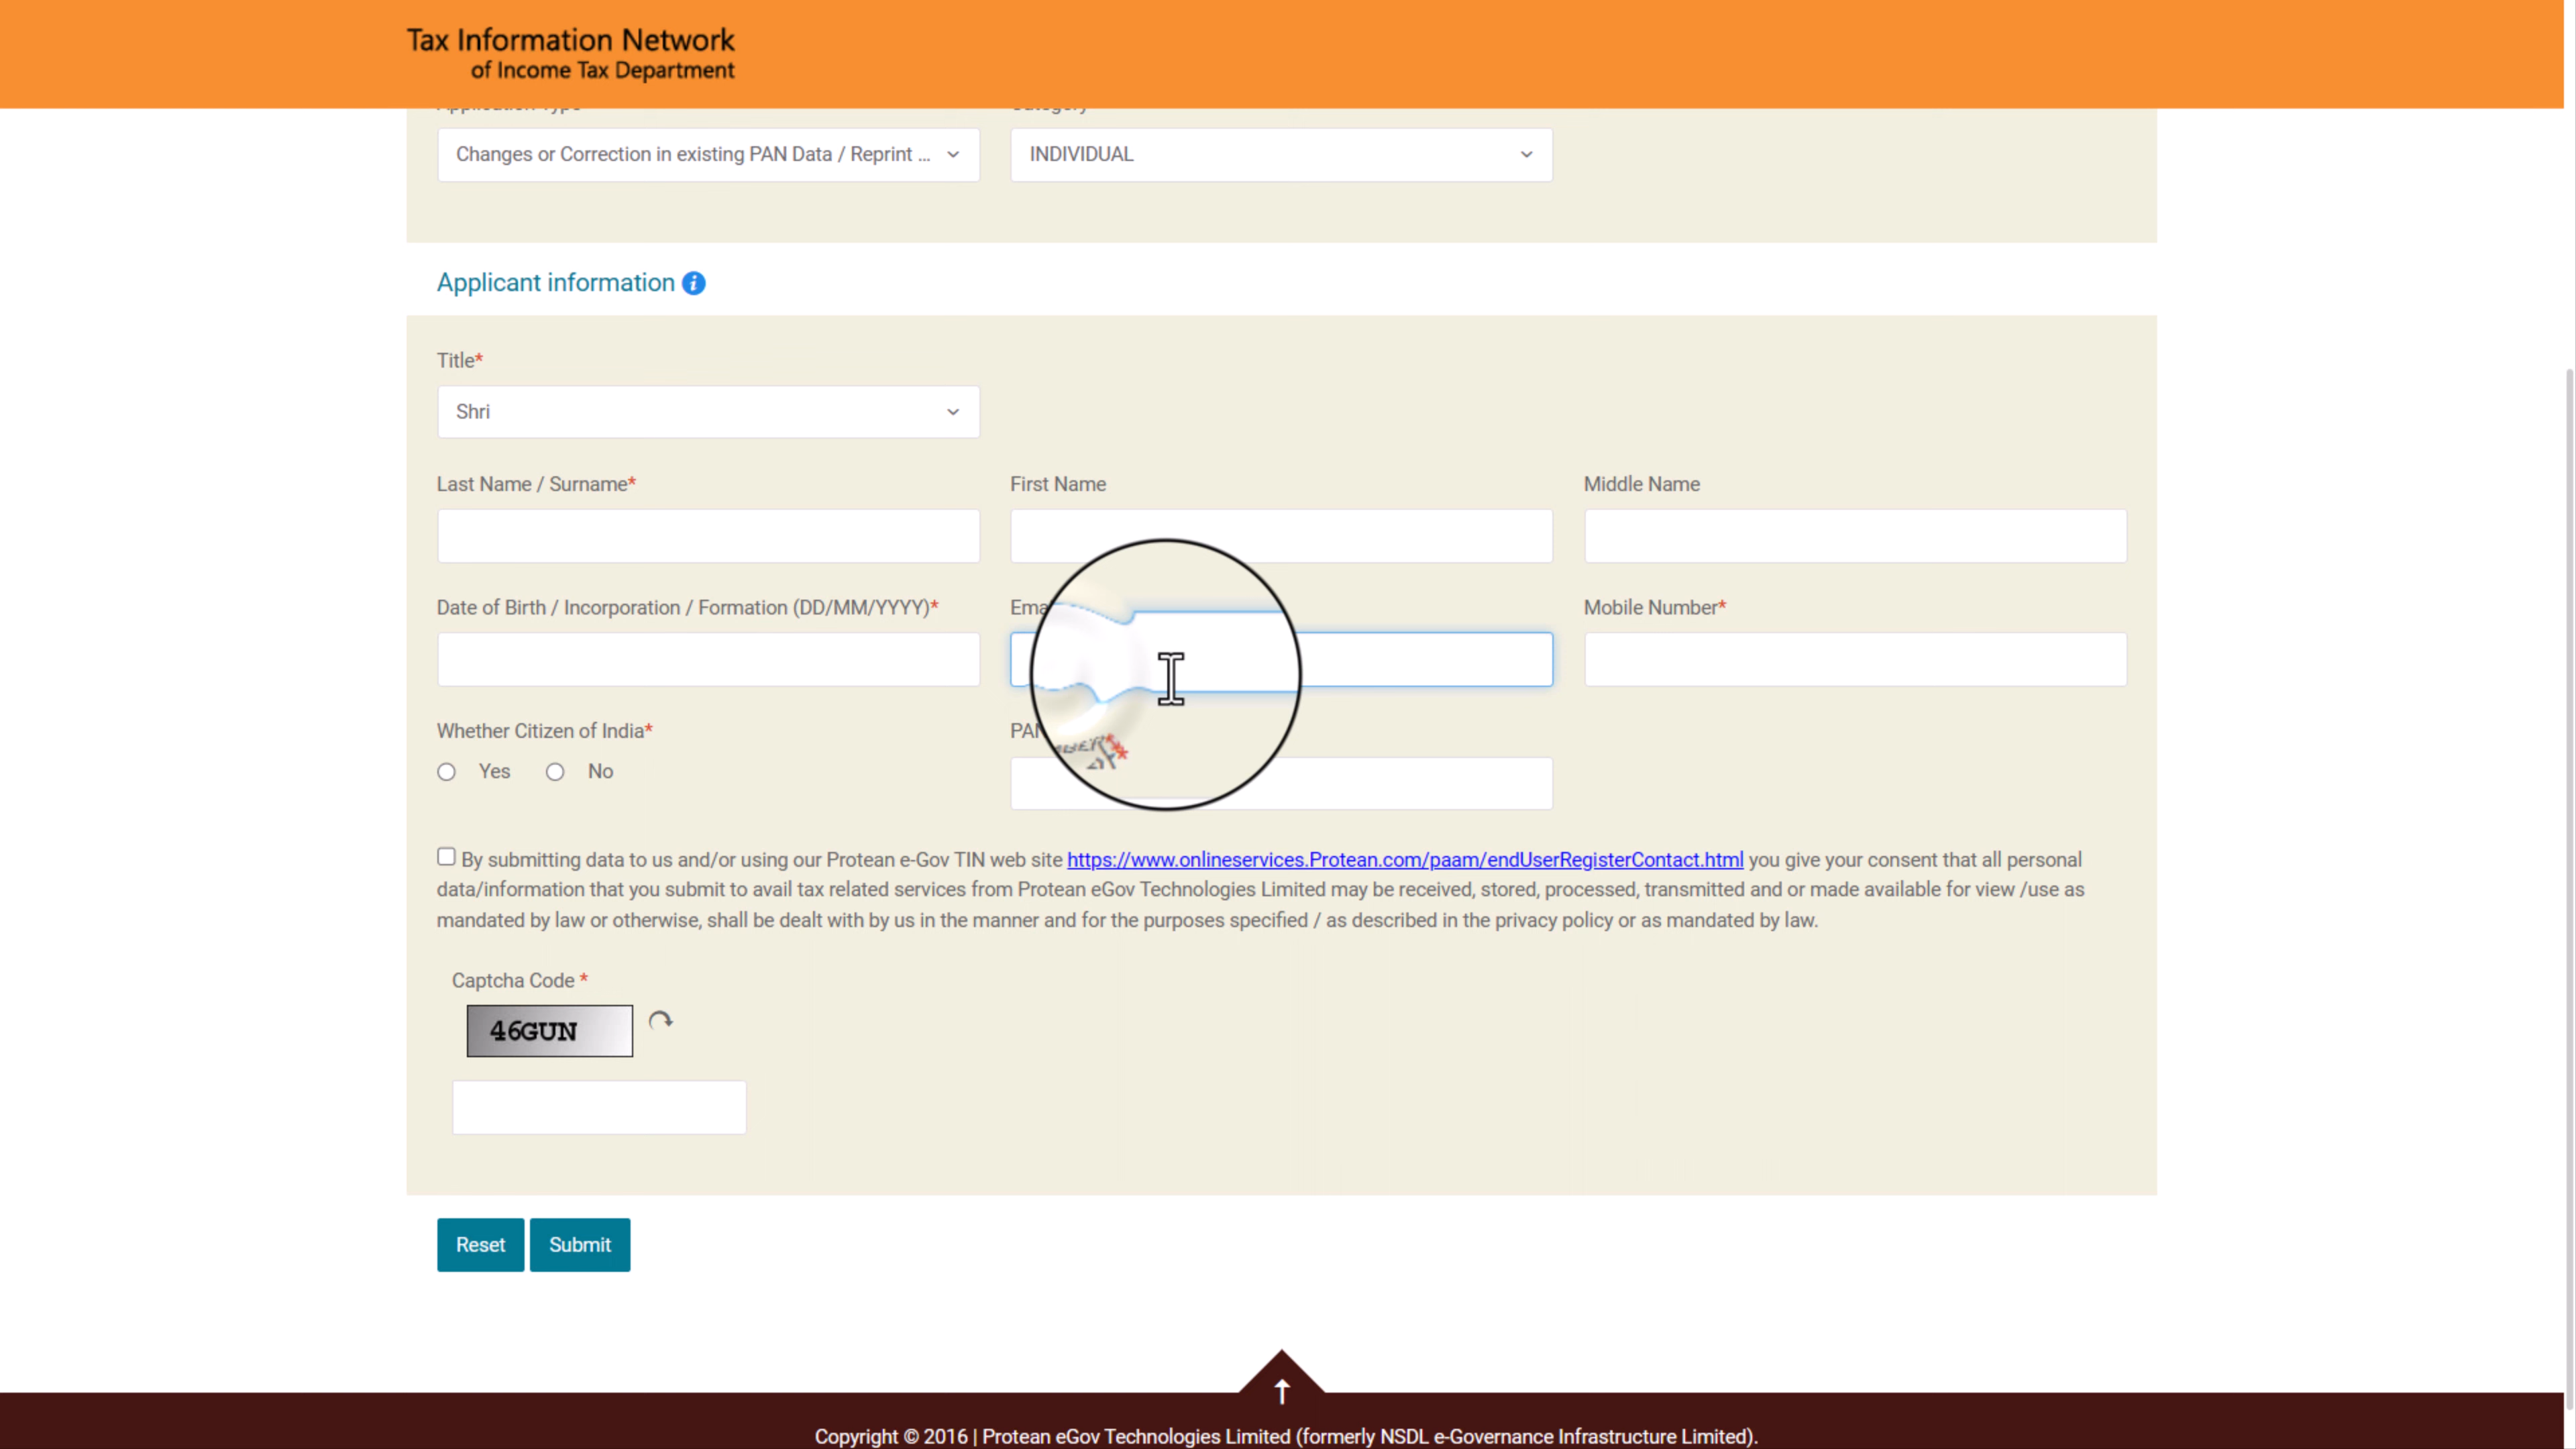 Tax Information Network
of Income Tax Department
Changes or Correction in existing PAN Data / Reprint ...
INDIVIDUAL
Applicant information
Title*
Shri
Last Name / Surname*
First Name
Middle Name
Date of Birth / Incorporation / Formation (DD/MM/YYYY)*
Mobile Number*
Whether Citizen of India*
Yes
No
By submitting data to us and/or using our Protean e-Gov TIN web site https://www.onlineservices.Protean.com/paam/endUserRegisterContact.html you give your consent that all personal
data/information that you submit to avail tax related services from Protean eGov Technologies Limited may be received, stored, processed, transmitted and or made available for view /use as
mandated by law or otherwise, shall be dealt with by us in the manner and for the purposes specified / as described in the privacy policy or as mandated by law.
Captcha Code *
46GUN
Reset
Submit
Copyright © 2016 | Protean eGov Technologies Limited (formerly NSDL e-Governance Infrastructure Limited).